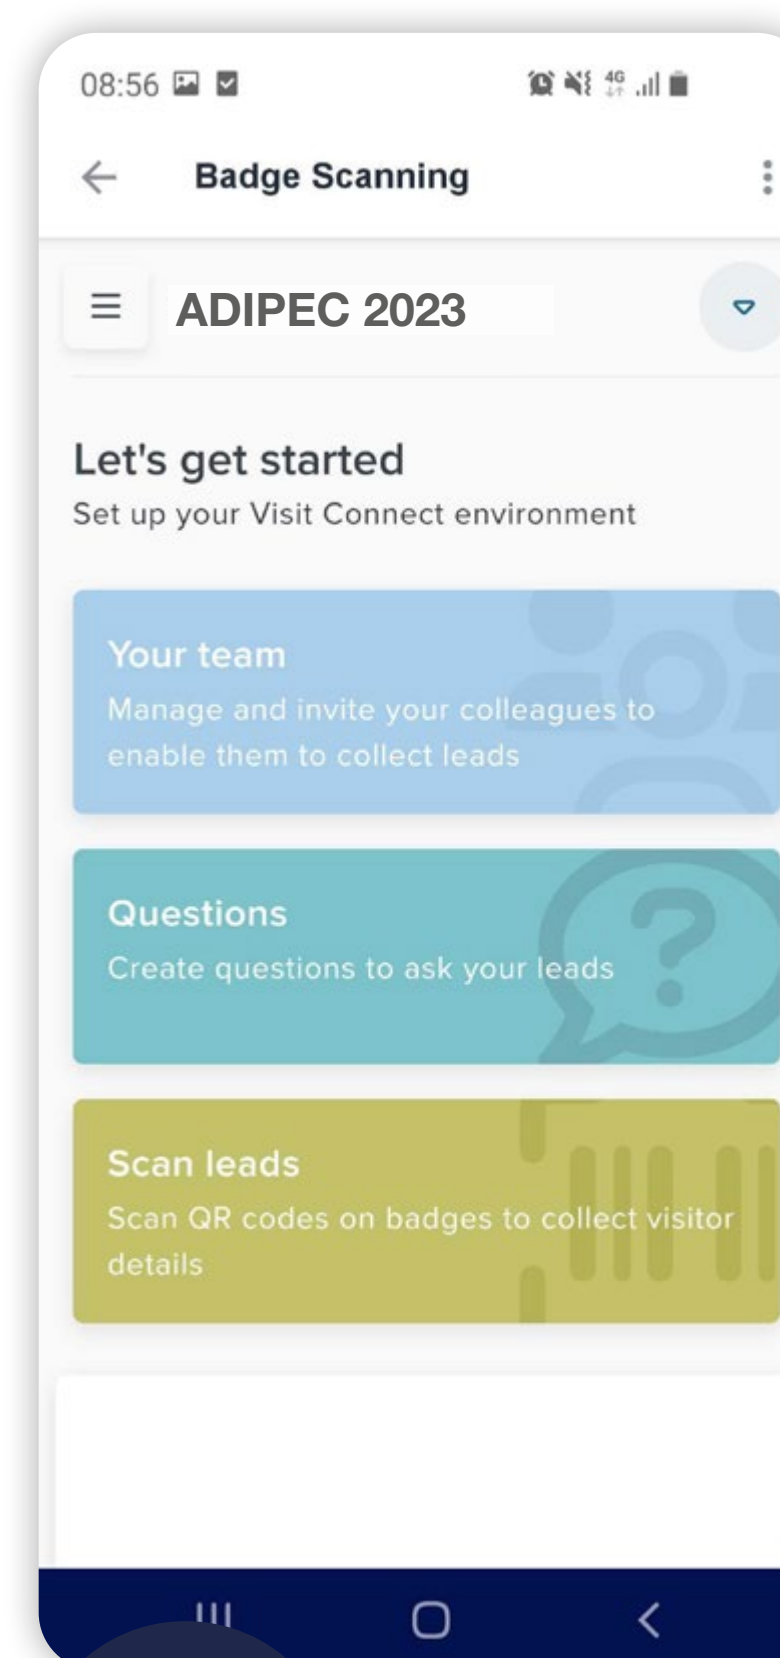 08:56
4G
Badge Scanning
ADIPEC 2023
Let's get started
Set up your Visit Connect environment
Your team
Manage and invite your colleagues to
enable them to collect leads
Questions
Create questions to ask your leads
Scan leads
Scan QR codes on badges to collect visitor
details